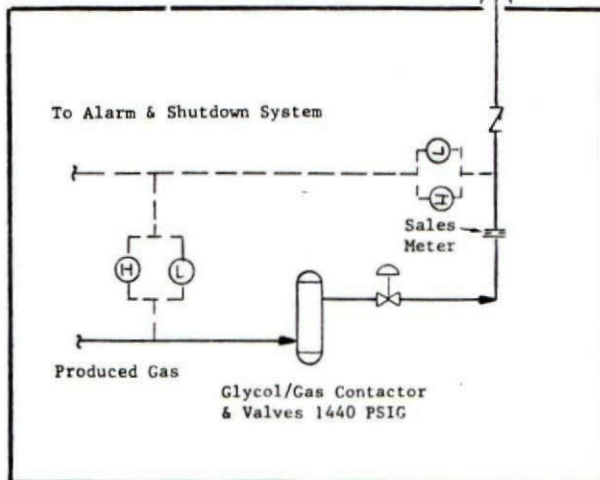 To Alarm & Shutdown System
L
H
Sales
Meter
H
L
Produced Gas
Glycol/Gas Contactor
& Valves 1440 PSIG